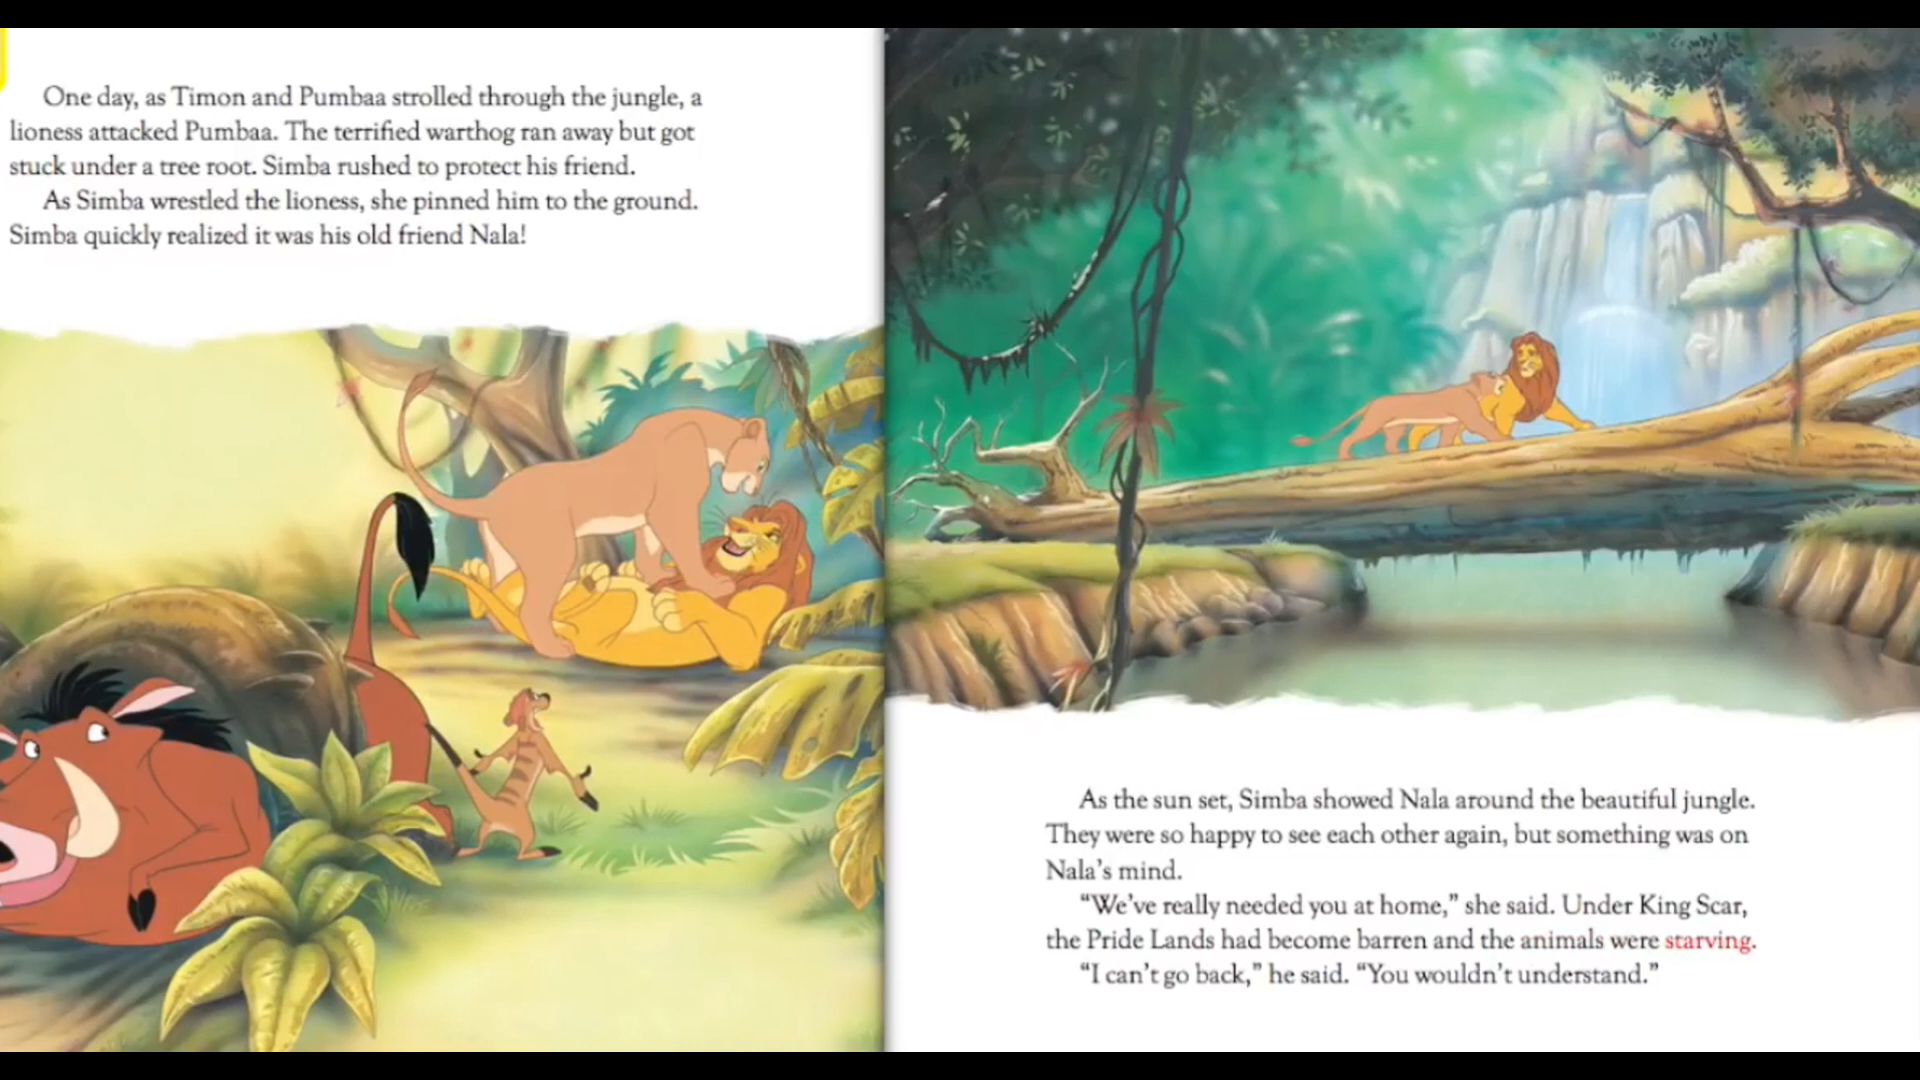 One day, as Timon and Pumbaa strolled through the jungle, a
lioness attacked Pumbaa. The terrified warthog ran away but got
stuck under a tree root. Simba rushed to protect his friend.
As Simba wrestled the lioness, she pinned him to the ground.
Simba quickly realized it was his old friend Nala!
As the sun set, Simba showed Nala around the beautiful jungle.
They were so happy to see each other again, but something was on
Nala’s mind.
“We’ve really needed you at home,” she said. Under King Scar,
the Pride Lands had become barren and the animals were starving.
“I can’t go back,” he said. “You wouldn’t understand.”